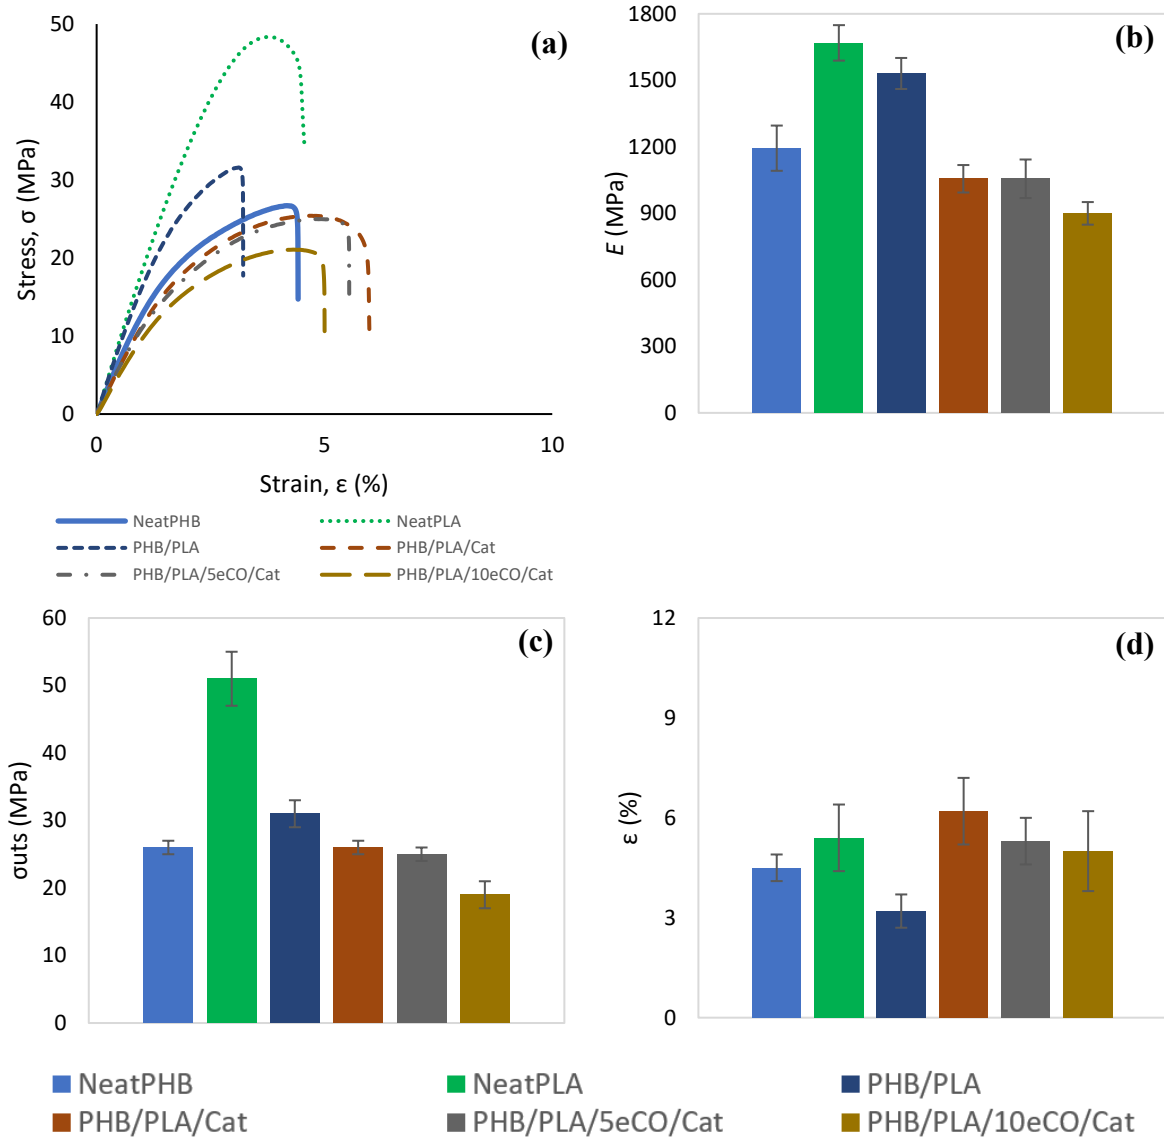 (a)
50
40
30
20
10
0
Stress, σ (MPa)
0 5 10
Strain, ε (%)
NeatPHB NeatPLA
PHB/PLA PHB/PLA/Cat
PHB/PLA/5eCO/Cat PHB/PLA/10eCO/Cat
(b)
1800
1500
1200
900
600
300
0
E (MPa)
(c)
60
50
40
30
20
10
0
σuts (MPa)
(d)
12
9
6
3
0
ε (%)
NeatPHB NeatPLA PHB/PLA
PHB/PLA/Cat PHB/PLA/5eCO/Cat PHB/PLA/10eCO/Cat